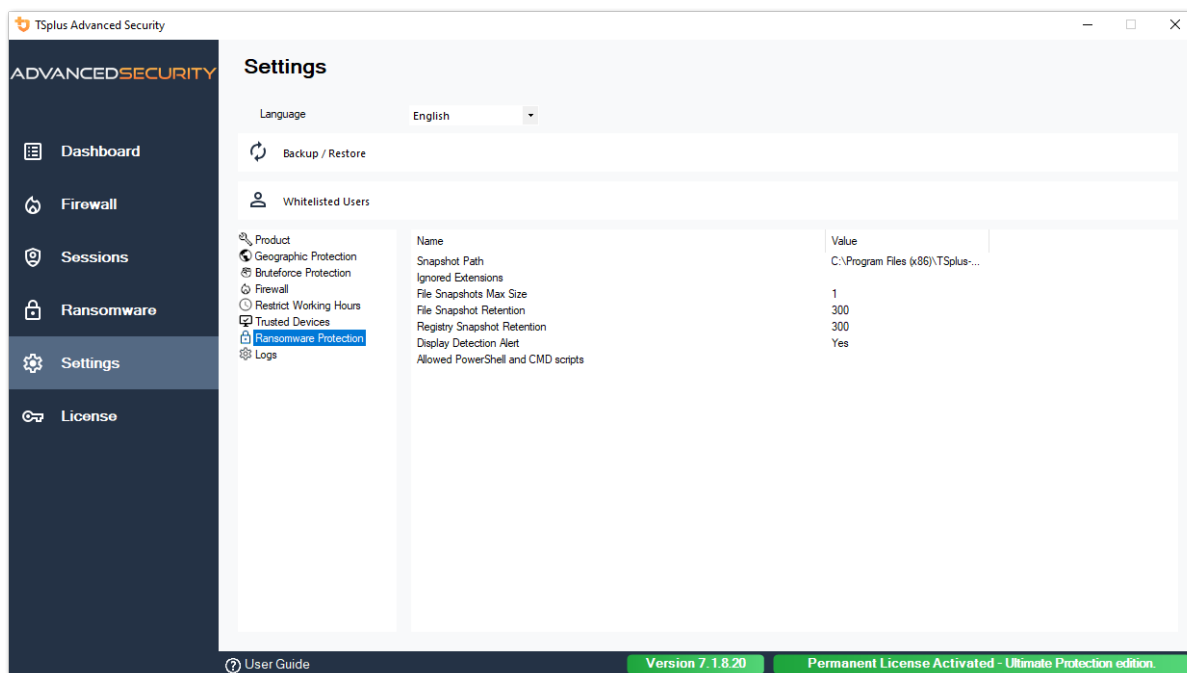 TSplus Advanced Security
ADVANCEDSECURITY
Dashboard
Firewall
Sessions
Ransomware
Settings
License
Settings
Language English
Backup / Restore
Whitelisted Users
Product
Geographic Protection
Bruteforce Protection
Firewall
Restrict Working Hours
Trusted Devices
Ransomware Protection
Logs
Name Value
Snapshot Path C:\Program Files (x86)\TSplus-...
Ignored Extensions
File Snapshots Max Size 1
File Snapshot Retention 300
Registry Snapshot Retention 300
Display Detection Alert Yes
Allowed PowerShell and CMD scripts
User Guide Version 7.1.8.20 Permanent License Activated - Ultimate Protection edition.